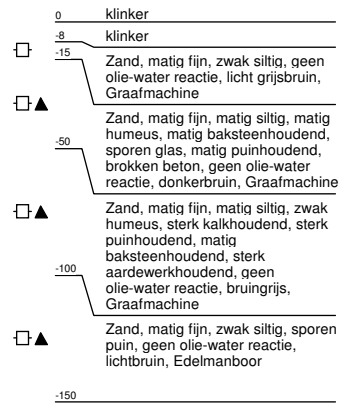 0 klinker
-8 klinker
-15 Zand, matig fijn, zwak siltig, geen
olie-water reactie, licht grijsbruin,
Graafmachine
Zand, matig fijn, matig siltig, matig
humeus, matig baksteenhoudend,
-50 sporen glas, matig puinhoudend,
brokken beton, geen olie-water
reactie, donkerbruin, Graafmachine
Zand, matig fijn, matig siltig, zwak
humeus, sterk kalkhoudend, sterk
puinhoudend, matig
baksteenhoudend, sterk
-100 aardewerkhoudend, geen
olie-water reactie, bruingrijs,
Graafmachine
Zand, matig fijn, zwak siltig, sporen
puin, geen olie-water reactie,
lichtbruin, Edelmanboor
-150